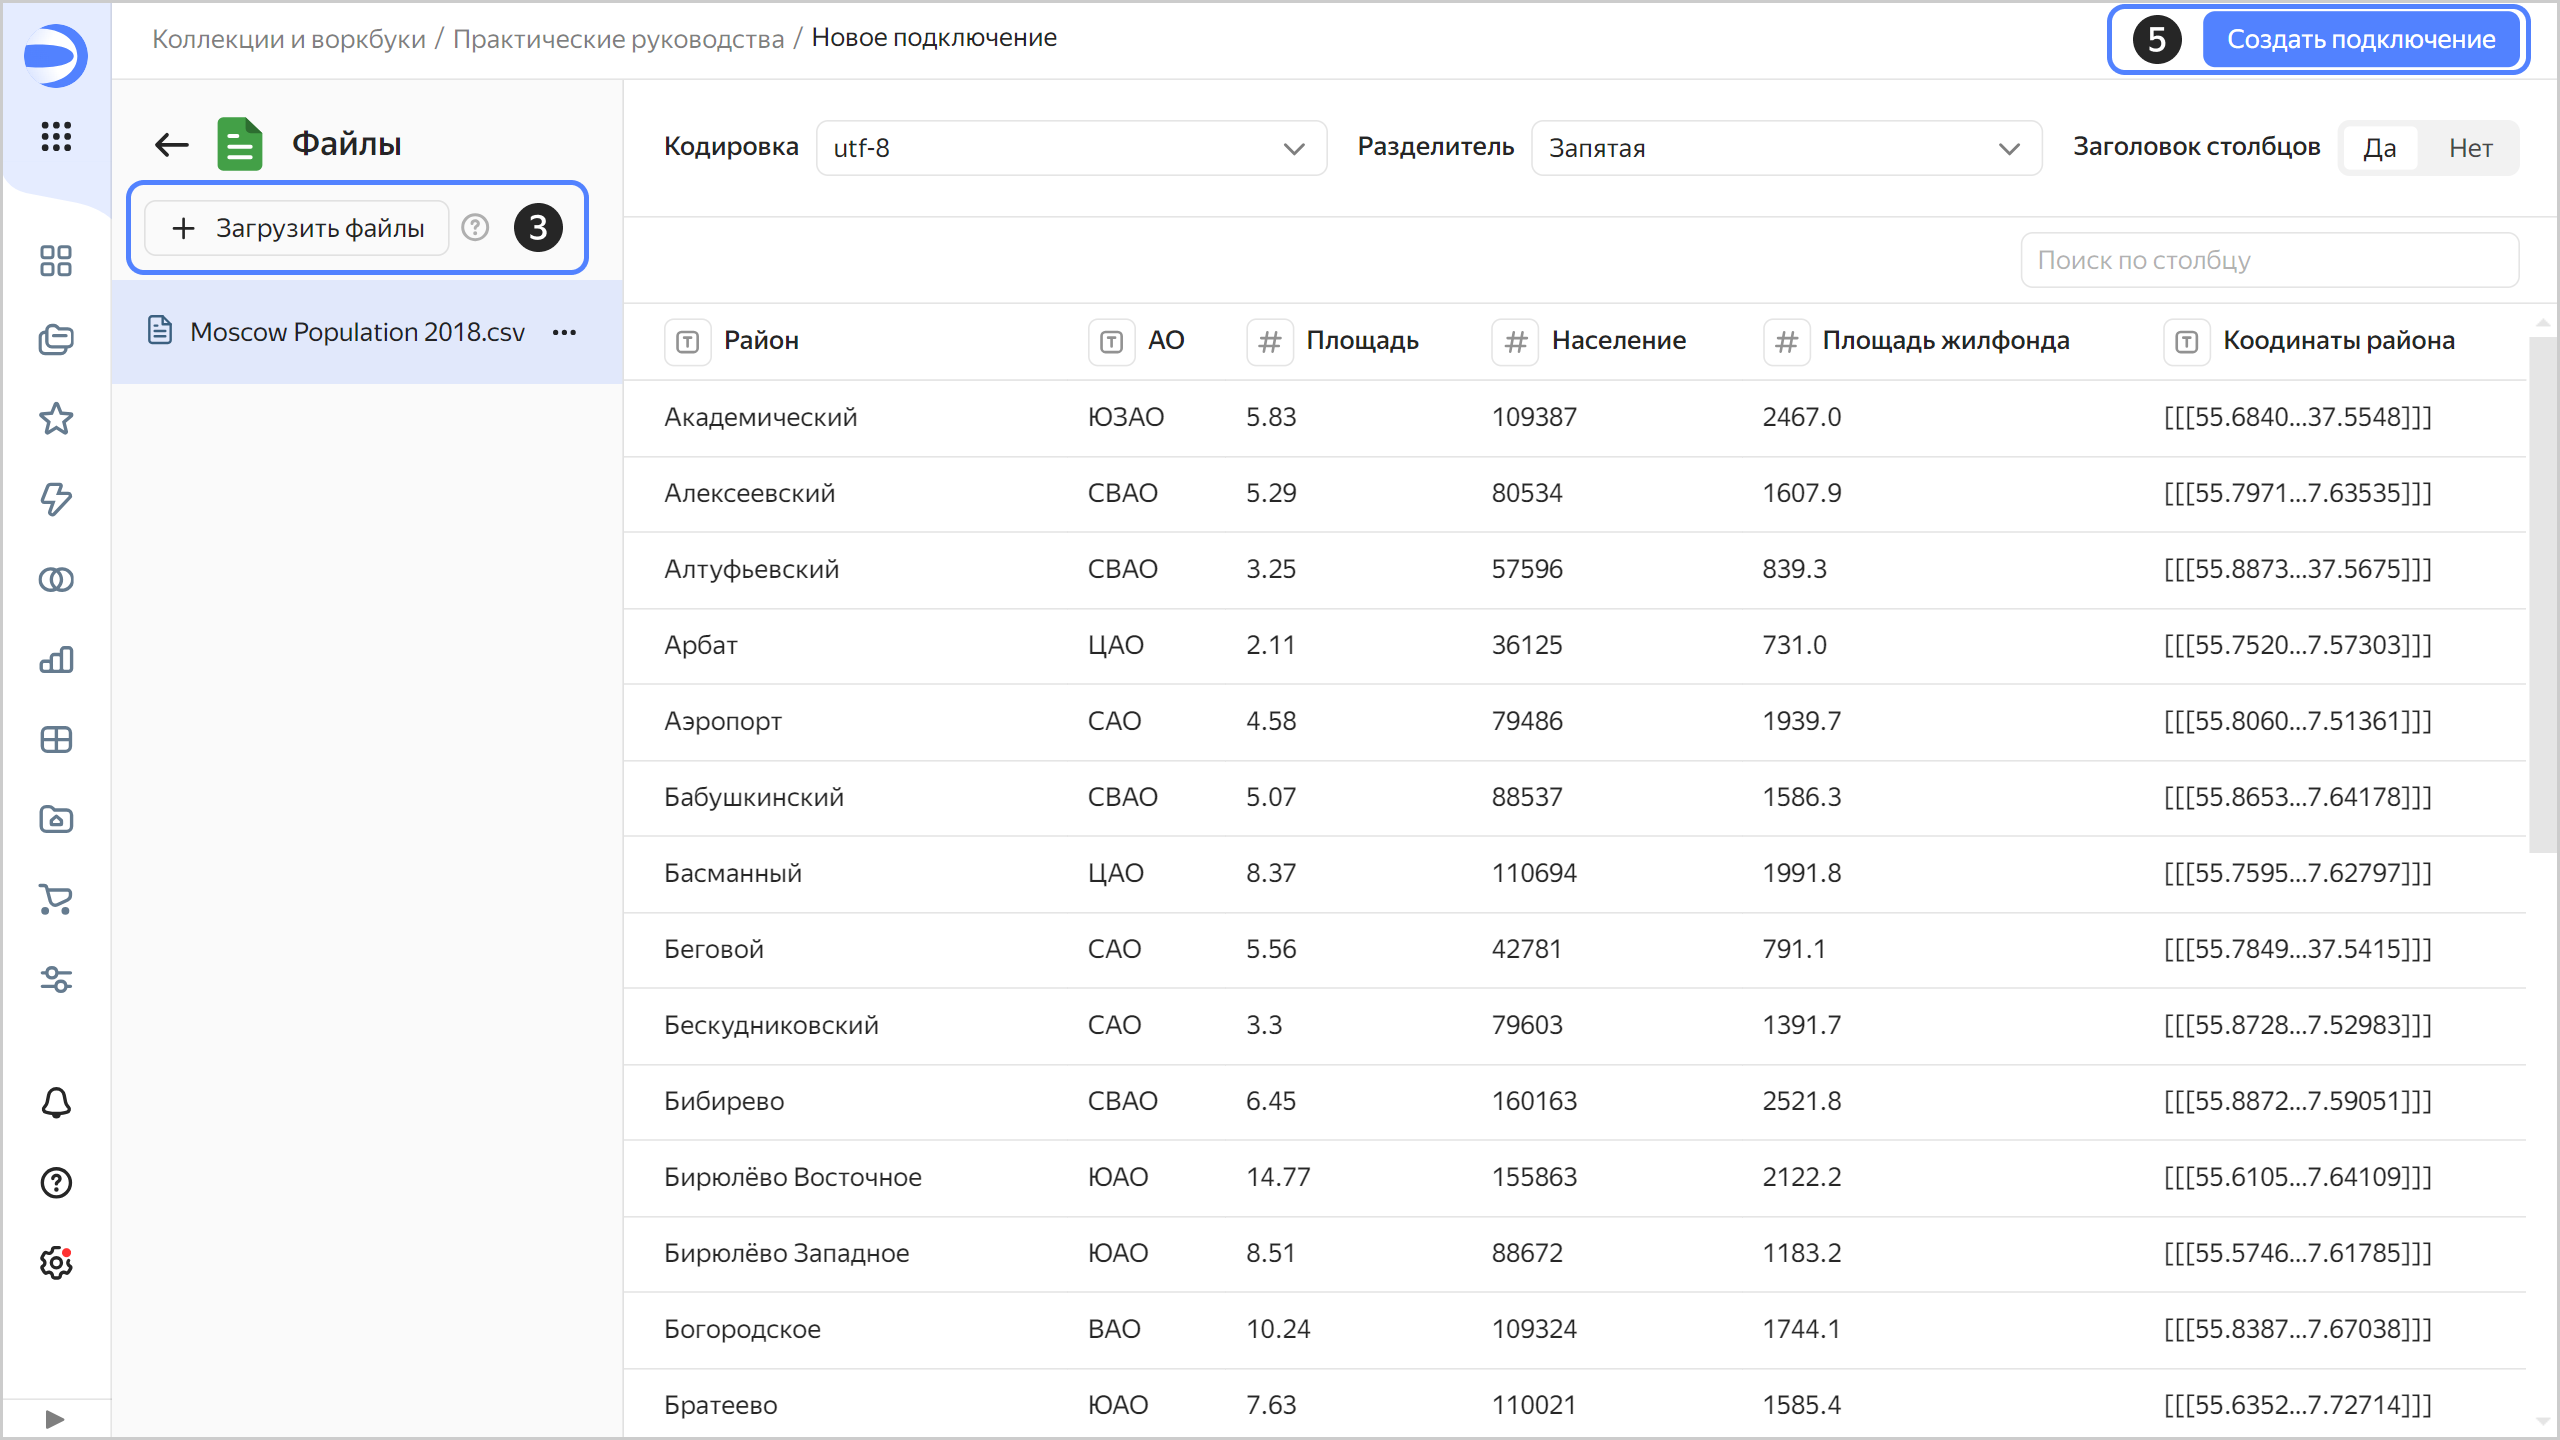 Коллекции и воркбуки / Практические руководства / Новое подключение
5 Создать подключение
Файлы
Загрузить файлы ? 3
Moscow Population 2018.csv ...
Кодировка utf-8 Разделитель Запятая Заголовок столбцов Да Нет
Поиск по столбцу
Район АО # Площадь # Население # Площадь жилфонда Коодинаты района
Академический ЮЗАО 5.83 109387 2467.0 [[[55.6840...37.5548]]]
Алексеевский СВАО 5.29 80534 1607.9 [[[55.7971...7.63535]]]
Алтуфьевский СВАО 3.25 57596 839.3 [[[55.8873...37.5675]]]
Арбат ЦАО 2.11 36125 731.0 [[[55.7520...7.57303]]]
Аэропорт САО 4.58 79486 1939.7 [[[55.8060...7.51361]]]
Бабушкинский СВАО 5.07 88537 1586.3 [[[55.8653...7.64178]]]
Басманный ЦАО 8.37 110694 1991.8 [[[55.7595...7.62797]]]
Беговой САО 5.56 42781 791.1 [[[55.7849...37.5415]]]
Бескудниковский САО 3.3 79603 1391.7 [[[55.8728...7.52983]]]
Бибирево СВАО 6.45 160163 2521.8 [[[55.8872...7.59051]]]
Бирюлёво Восточное ЮАО 14.77 155863 2122.2 [[[55.6105...7.64109]]]
Бирюлёво Западное ЮАО 8.51 88672 1183.2 [[[55.5746...7.61785]]]
Богородское ВАО 10.24 109324 1744.1 [[[55.8387...7.67038]]]
Братеево ЮАО 7.63 110021 1585.4 [[[55.6352...7.72714]]]